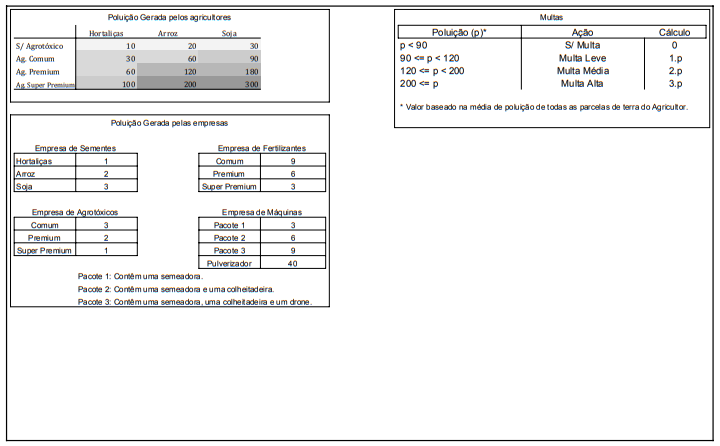 Poluição Gerada pelos agricultores
Hortaliças Arroz Soja
S/ Agrotóxico 10 20 30
Ag. Comum 30 60 90
Ag. Premium 60 120 180
Ag Super Premium 100 200 300
Multas
Poluição (p)* Ação Cálculo
p < 90 S/ Multa 0
90 <= p < 120 Multa Leve 1.p
120 <= p < 200 Multa Média 2.p
200 <= p Multa Alta 3.p
* Valor baseado na média de poluição de todas as parcelas de terra do Agricultor.
Poluição Gerada pelas empresas
Empresa de Sementes
Hortaliças 1
Arroz 2
Soja 3
Empresa de Fertilizantes
Comum 9
Premium 6
Super Premium 3
Empresa de Agrotóxicos
Comum 3
Premium 2
Super Premium 1
Empresa de Máquinas
Pacote 1 3
Pacote 2 6
Pacote 3 9
Pulverizador 40
Pacote 1: Contêm uma semeadora.
Pacote 2: Contêm uma semeadora e uma colheitadeira.
Pacote 3: Contêm uma semeadora, uma colheitadeira e um drone.